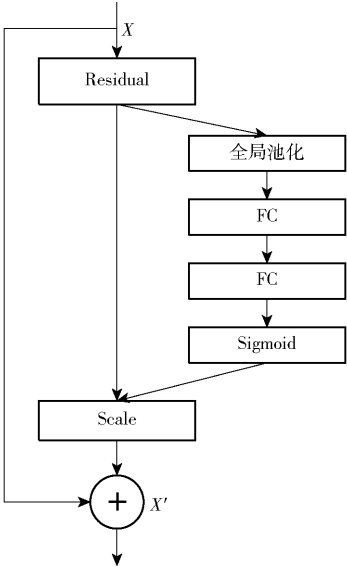 X
Residual
全局池化
FC
FC
Sigmoid
Scale
+
X′